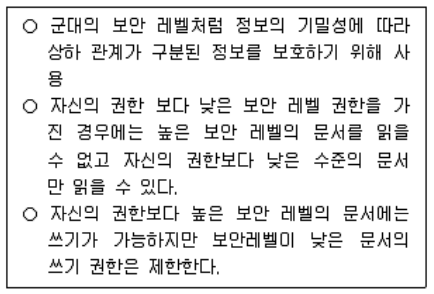 ○ 군대의 보안 레벨처럼 정보의 기밀성에 따라
상하 관계가 구분된 정보를 보호하기 위해 사
용
○ 자신의 권한 보다 낮은 보안 레벨 권한을 가
진 경우에는 높은 보안 레벨의 문서를 읽을
수 없고 자신의 권한보다 낮은 수준의 문서
만 읽을 수 있다.
○ 자신의 권한보다 높은 보안 레벨의 문서에는
쓰기가 가능하지만 보안레벨이 낮은 문서의
쓰기 권한은 제한한다.